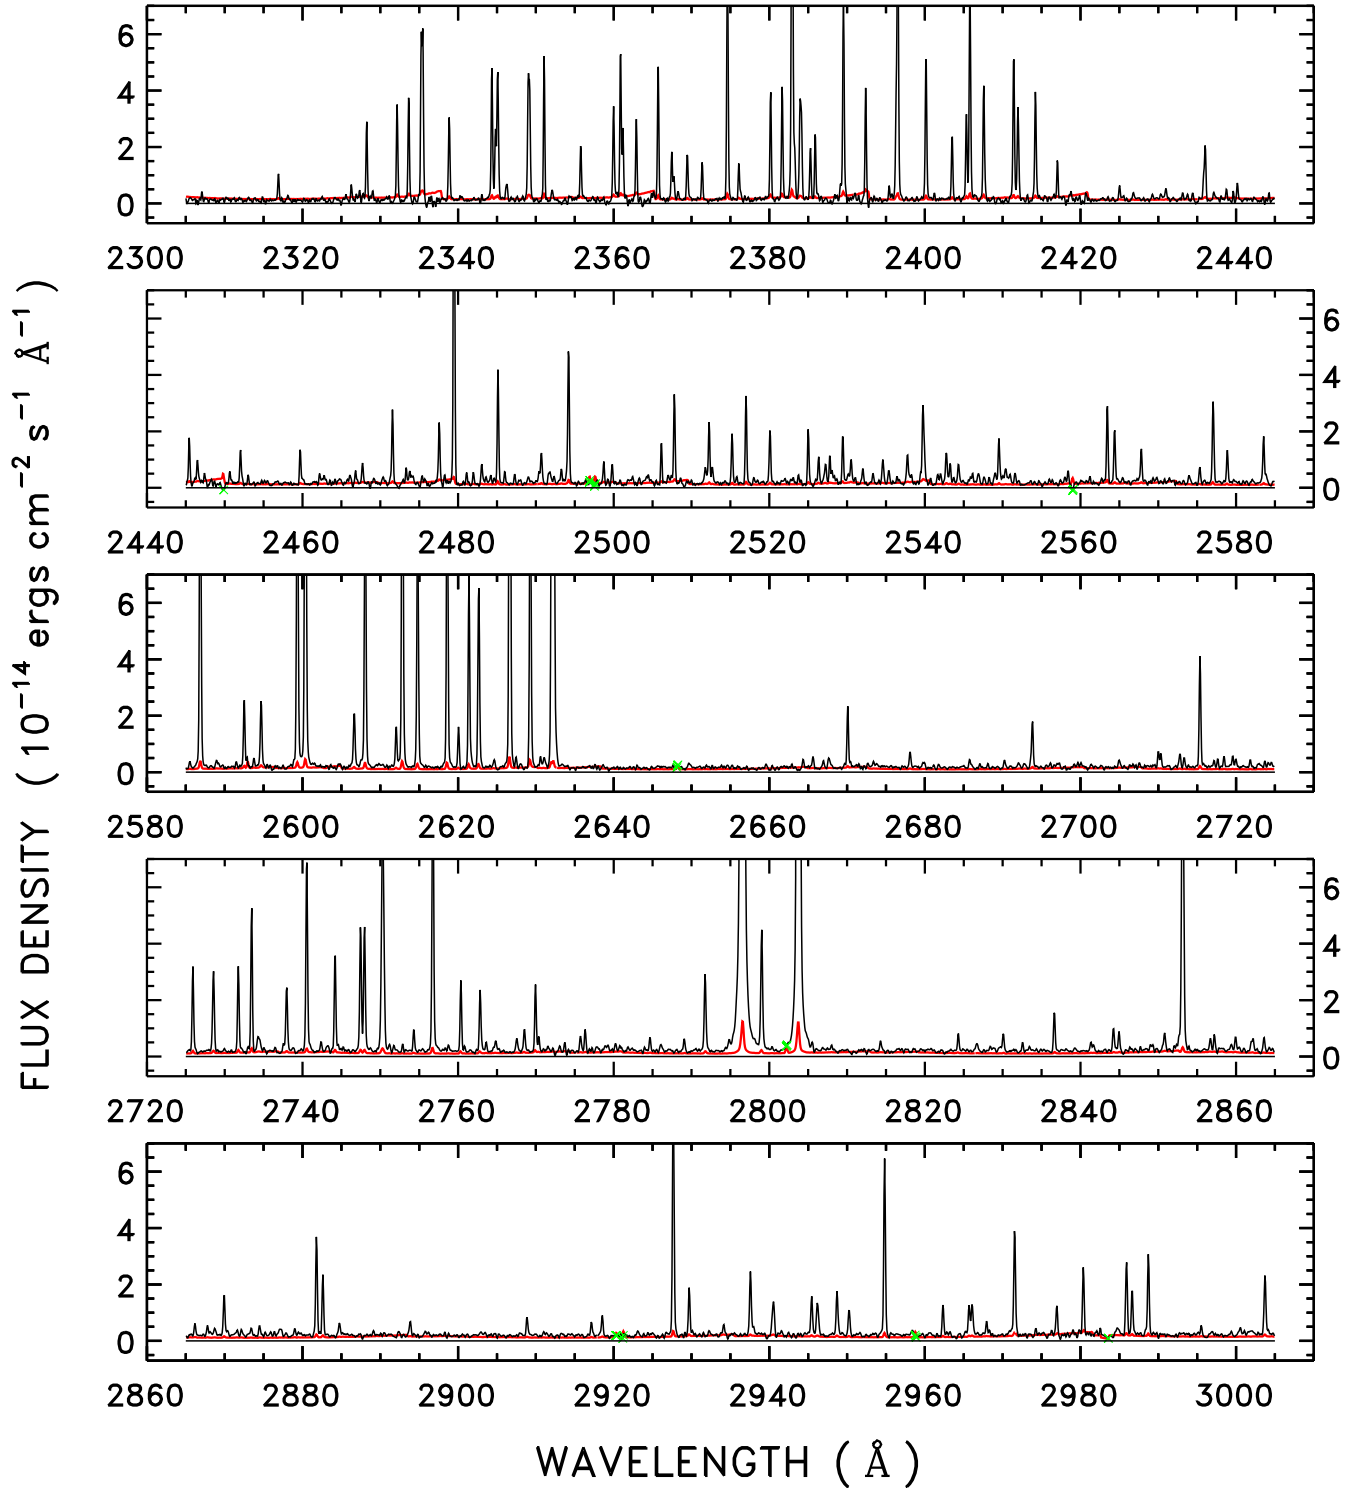 6
4
2
0
2300 2320 2340 2360 2380 2400 2420 2440
6
4
2
0
2440 2460 2480 2500 2520 2540 2560 2580
6
4
2
0
2580 2600 2620 2640 2660 2680 2700 2720
6
4
2
0
2720 2740 2760 2780 2800 2820 2840 2860
6
4
2
0
2860 2880 2900 2920 2940 2960 2980 3000
FLUX DENSITY (10⁻¹⁴ ergs cm⁻² s⁻¹ Å⁻¹)
WAVELENGTH (Å)